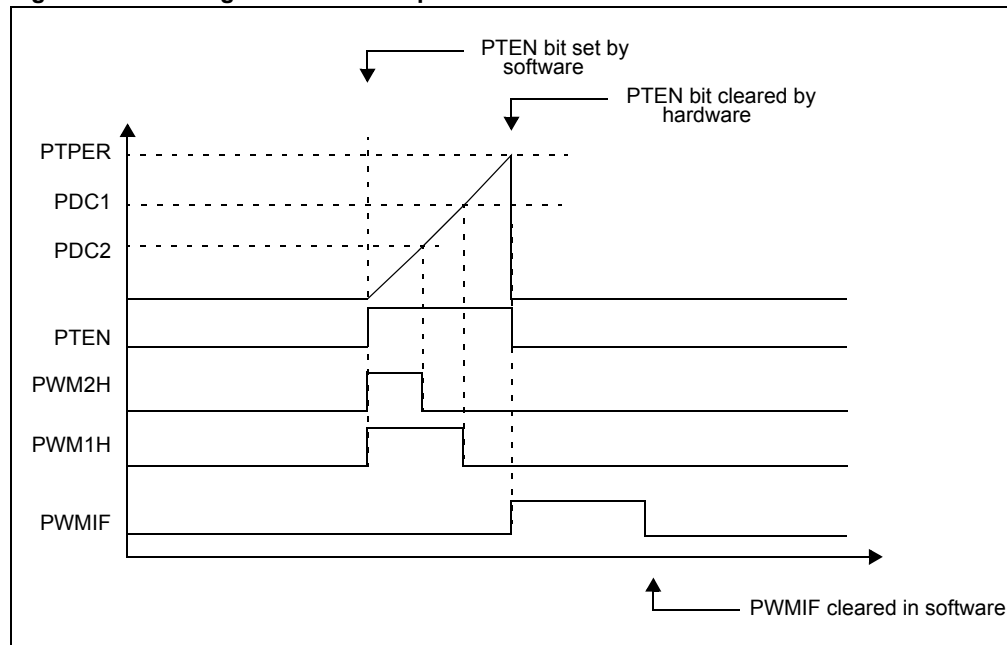 PTEN bit set by
software
PTEN bit cleared by
hardware
PTPER
PDC1
PDC2
PTEN
PWM2H
PWM1H
PWMIF
PWMIF cleared in software